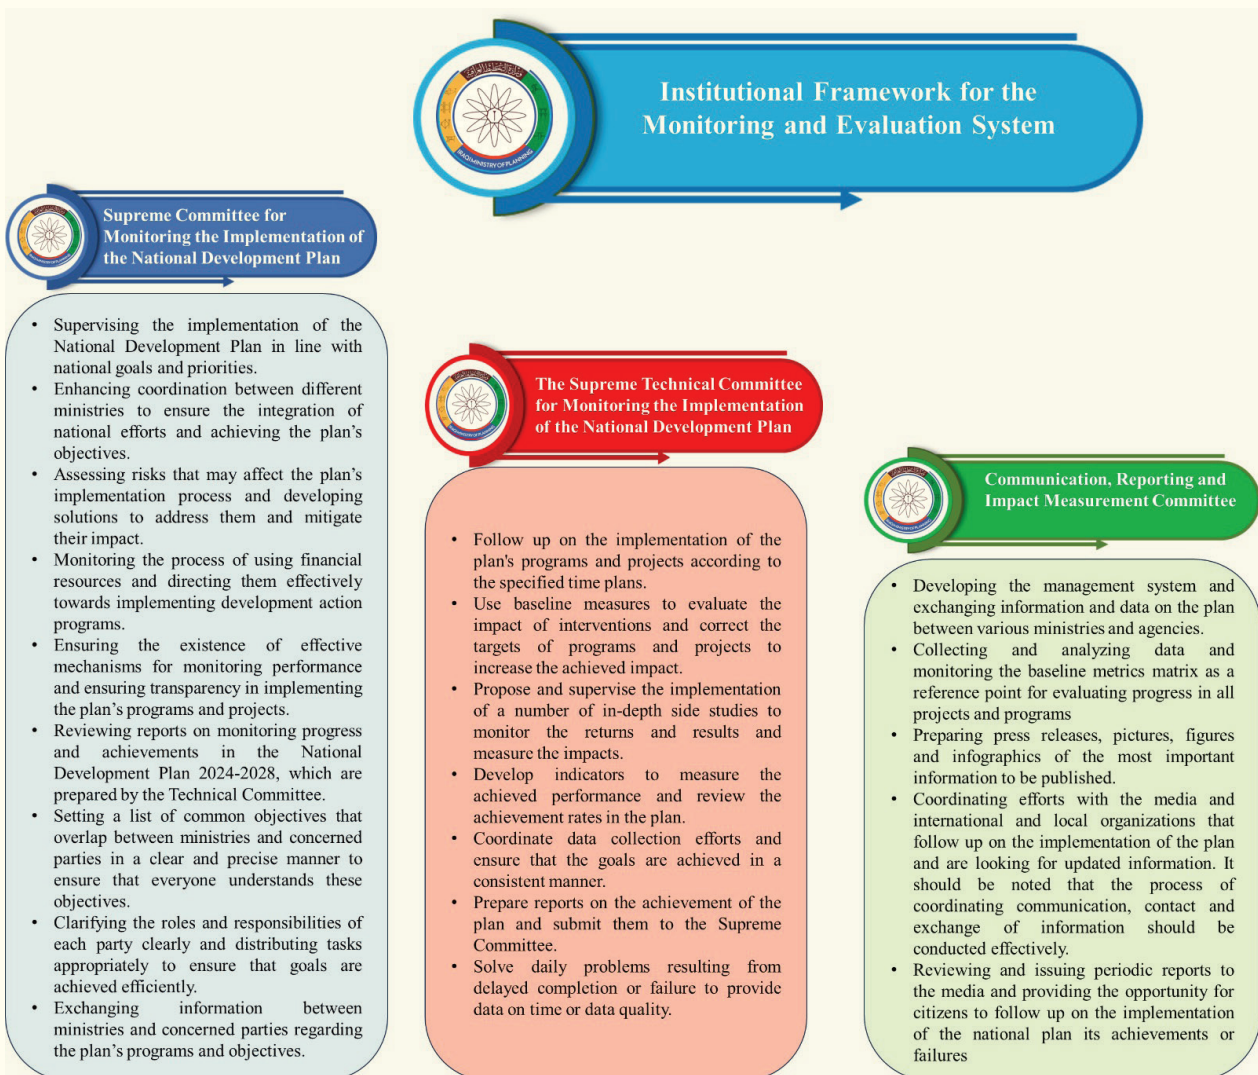 Institutional Framework for the
Monitoring and Evaluation System
IRAQI MINISTRY OF PLANNING
Supreme Committee for
Monitoring the Implementation of
the National Development Plan
• Supervising the implementation of the
National Development Plan in line with
national goals and priorities.
• Enhancing coordination between different
ministries to ensure the integration of
national efforts and achieving the plan's
objectives.
• Assessing risks that may affect the plan's
implementation process and developing
solutions to address them and mitigate
their impact.
• Monitoring the process of using financial
resources and directing them effectively
towards implementing development action
programs.
• Ensuring the existence of effective
mechanisms for monitoring performance
and ensuring transparency in implementing
the plan's programs and projects.
• Reviewing reports on monitoring progress
and achievements in the National
Development Plan 2024-2028, which are
prepared by the Technical Committee.
• Setting a list of common objectives that
overlap between ministries and concerned
parties in a clear and precise manner to
ensure that everyone understands these
objectives.
• Clarifying the roles and responsibilities of
each party clearly and distributing tasks
appropriately to ensure that goals are
achieved efficiently.
• Exchanging information between
ministries and concerned parties regarding
the plan's programs and objectives.
The Supreme Technical Committee
for Monitoring the Implementation
of the National Development Plan
• Follow up on the implementation of the
plan's programs and projects according to
the specified time plans.
• Use baseline measures to evaluate the
impact of interventions and correct the
targets of programs and projects to
increase the achieved impact.
• Propose and supervise the implementation
of a number of in-depth side studies to
monitor the returns and results and
measure the impacts.
• Develop indicators to measure the
achieved performance and review the
achievement rates in the plan.
• Coordinate data collection efforts and
ensure that the goals are achieved in a
consistent manner.
• Prepare reports on the achievement of the
plan and submit them to the Supreme
Committee.
• Solve daily problems resulting from
delayed completion or failure to provide
data on time or data quality.
Communication, Reporting and
Impact Measurement Committee
• Developing the management system and
exchanging information and data on the plan
between various ministries and agencies.
• Collecting and analyzing data and
monitoring the baseline metrics matrix as a
reference point for evaluating progress in all
projects and programs
• Preparing press releases, pictures, figures
and infographics of the most important
information to be published.
• Coordinating efforts with the media and
international and local organizations that
follow up on the implementation of the plan
and are looking for updated information. It
should be noted that the process of
coordinating communication, contact and
exchange of information should be
conducted effectively.
• Reviewing and issuing periodic reports to
the media and providing the opportunity for
citizens to follow up on the implementation
of the national plan its achievements or
failures